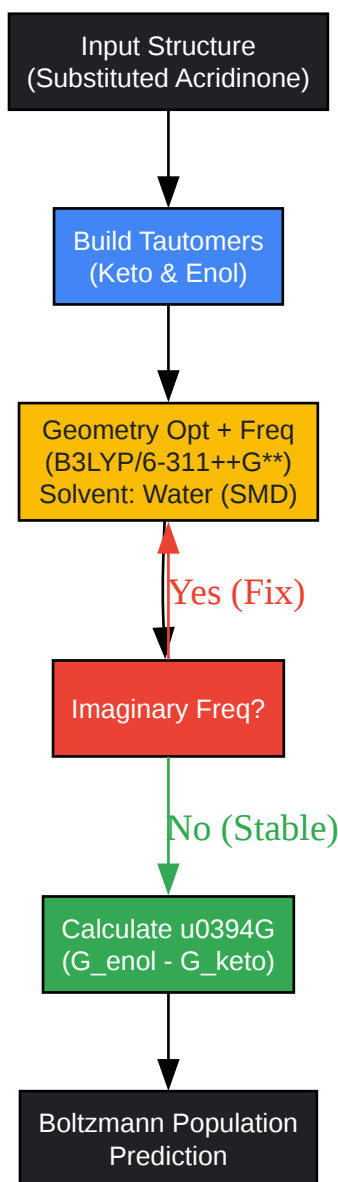 Input Structure
(Substituted Acridinone)
Build Tautomers
(Keto & Enol)
Geometry Opt + Freq
(B3LYP/6-311++G**)
Solvent: Water (SMD)
Yes (Fix)
Imaginary Freq?
No (Stable)
Calculate u0394G
(G_enol - G_keto)
Boltzmann Population
Prediction